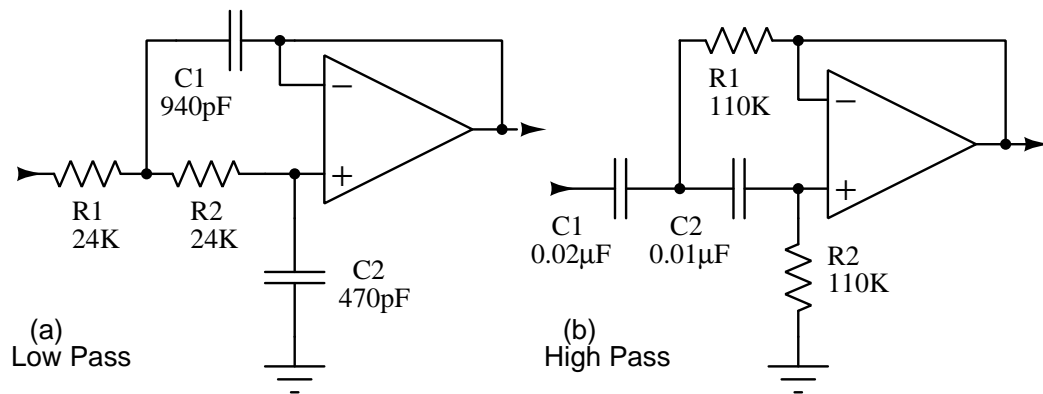 C1
940pF
−
+
R1
24K
R2
24K
C2
470pF
(a)
Low Pass
R1
110K
−
+
C1
0.02µF
C2
0.01µF
R2
110K
(b)
High Pass